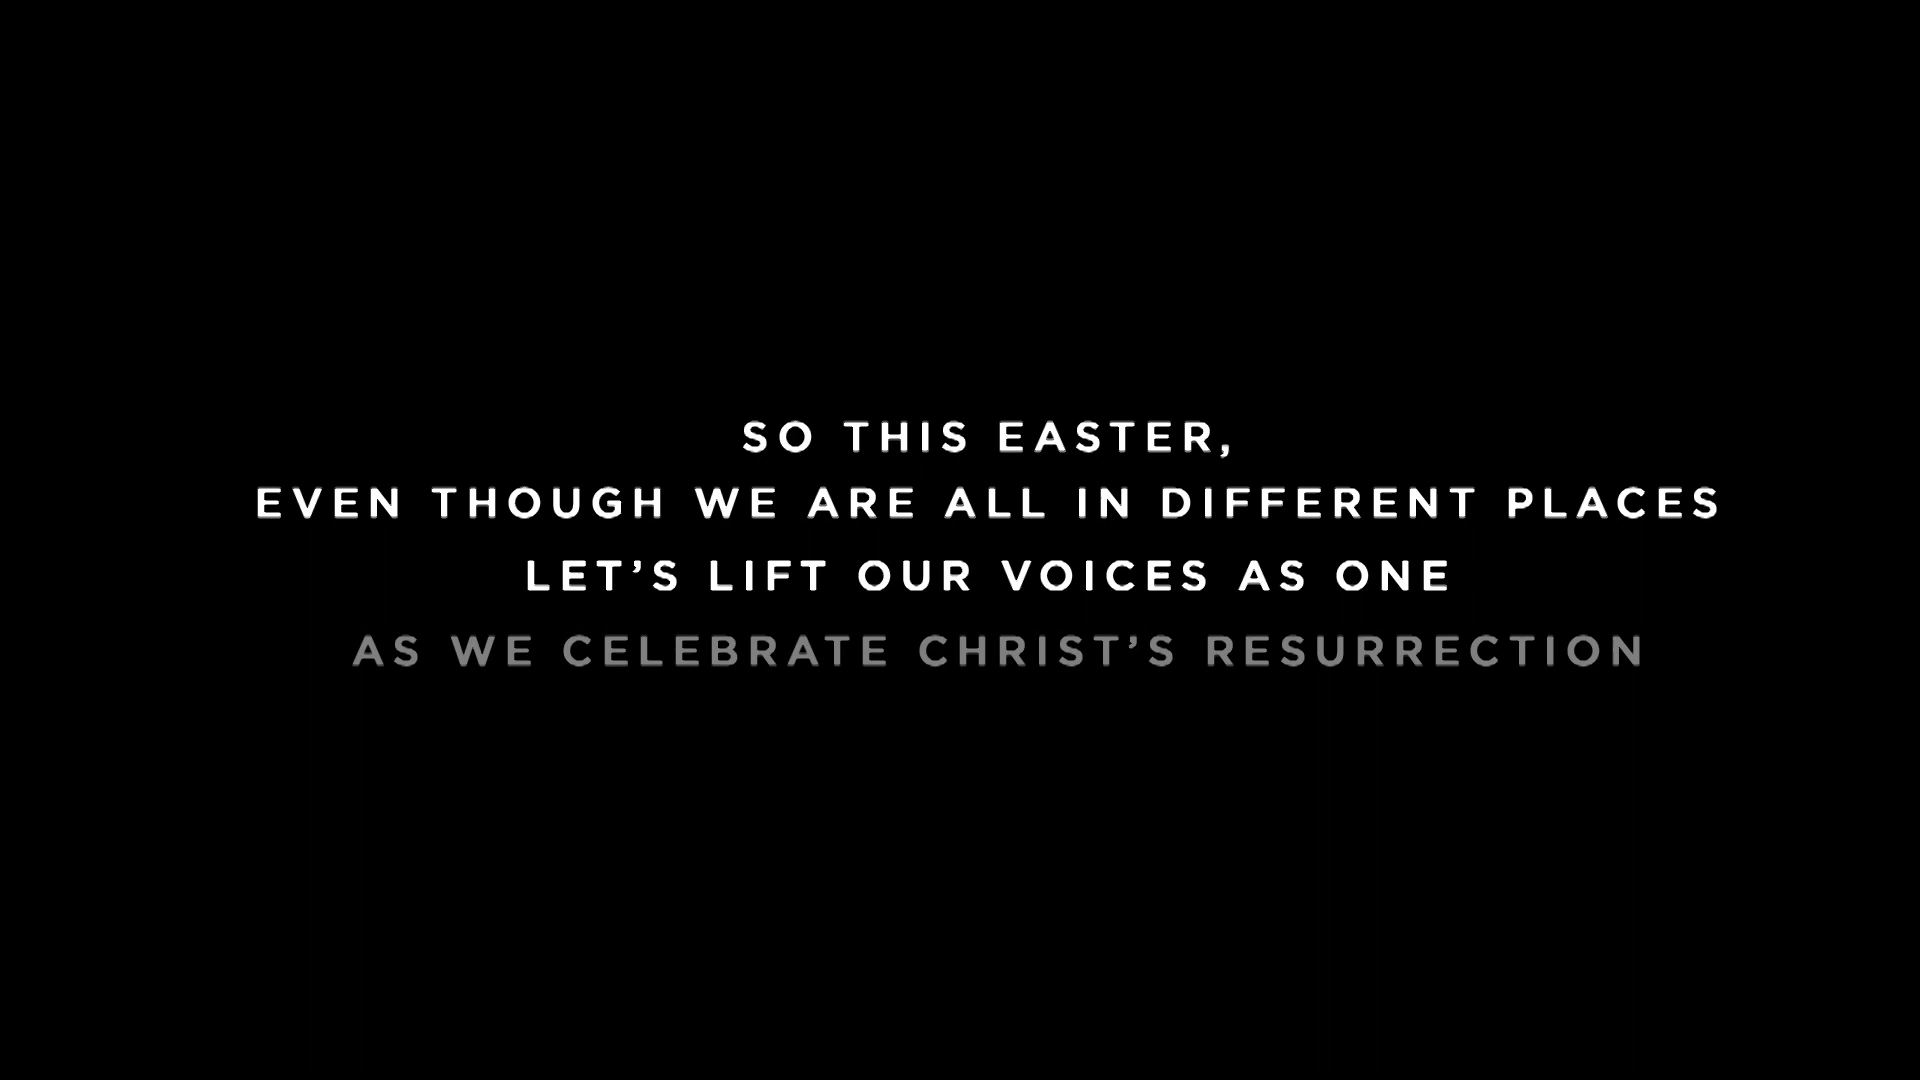 SO THIS EASTER,
EVEN THOUGH WE ARE ALL IN DIFFERENT PLACES
LET’S LIFT OUR VOICES AS ONE
AS WE CELEBRATE CHRIST’S RESURRECTION